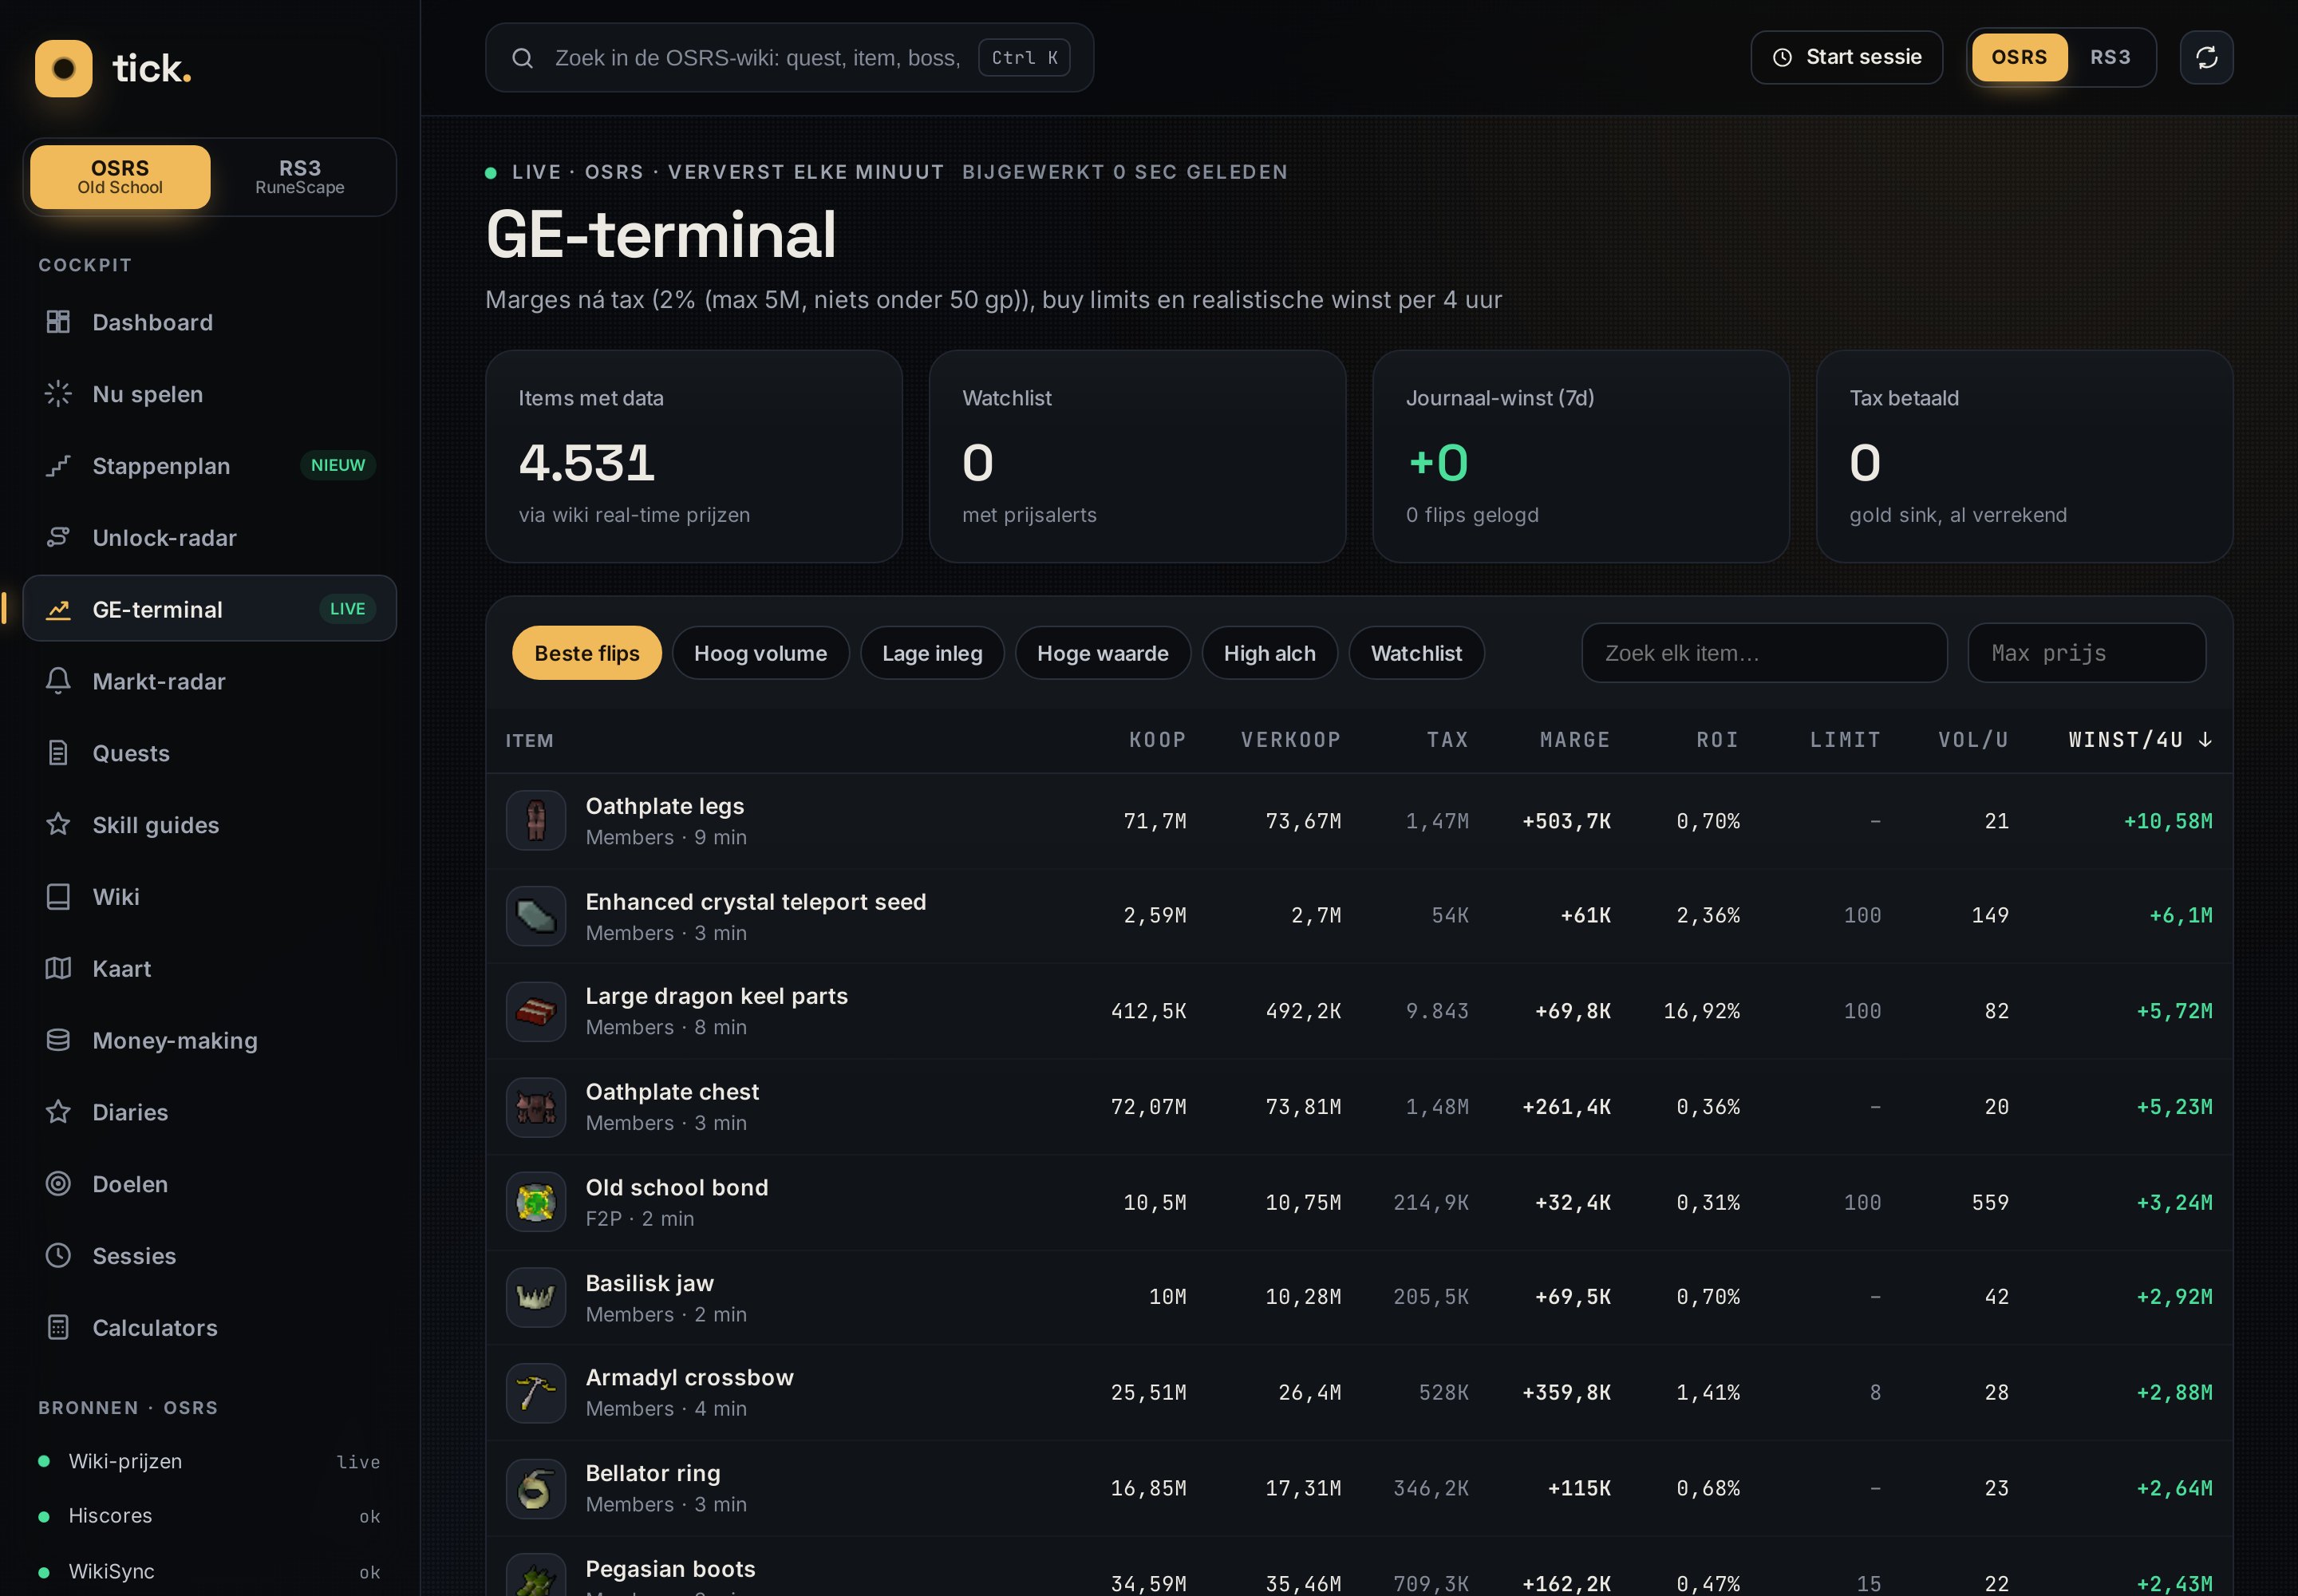 tick.
Zoek in de OSRS-wiki: quest, item, boss, Ctrl K
Start sessie
OSRS RS3
OSRS
Old School
RS3
RuneScape
COCKPIT
Dashboard
Nu spelen
Stappenplan NIEUW
Unlock-radar
GE-terminal LIVE
Markt-radar
Quests
Skill guides
Wiki
Kaart
Money-making
Diaries
Doelen
Sessies
Calculators
BRONNEN · OSRS
Wiki-prijzen live
Hiscores ok
WikiSync ok
LIVE · OSRS · VERVERST ELKE MINUUT BIJGEWERKT 0 SEC GELEDEN
GE-terminal
Marges ná tax (2% (max 5M, niets onder 50 gp)), buy limits en realistische winst per 4 uur
Items met data
4.531
via wiki real-time prijzen
Watchlist
0
met prijsalerts
Journaal-winst (7d)
+0
0 flips gelogd
Tax betaald
0
gold sink, al verrekend
Beste flips Hoog volume Lage inleg Hoge waarde High alch Watchlist Zoek elk item… Max prijs
ITEM KOOP VERKOOP TAX MARGE ROI LIMIT VOL/U WINST/4U ↓
Oathplate legs
Members · 9 min
71,7M 73,67M 1,47M +503,7K 0,70% – 21 +10,58M
Enhanced crystal teleport seed
Members · 3 min
2,59M 2,7M 54K +61K 2,36% 100 149 +6,1M
Large dragon keel parts
Members · 8 min
412,5K 492,2K 9.843 +69,8K 16,92% 100 82 +5,72M
Oathplate chest
Members · 3 min
72,07M 73,81M 1,48M +261,4K 0,36% – 20 +5,23M
Old school bond
F2P · 2 min
10,5M 10,75M 214,9K +32,4K 0,31% 100 559 +3,24M
Basilisk jaw
Members · 2 min
10M 10,28M 205,5K +69,5K 0,70% – 42 +2,92M
Armadyl crossbow
Members · 4 min
25,51M 26,4M 528K +359,8K 1,41% 8 28 +2,88M
Bellator ring
Members · 3 min
16,85M 17,31M 346,2K +115K 0,68% – 23 +2,64M
Pegasian boots
34,59M 35,46M 709,3K +162,2K 0,47% 15 22 +2,43M